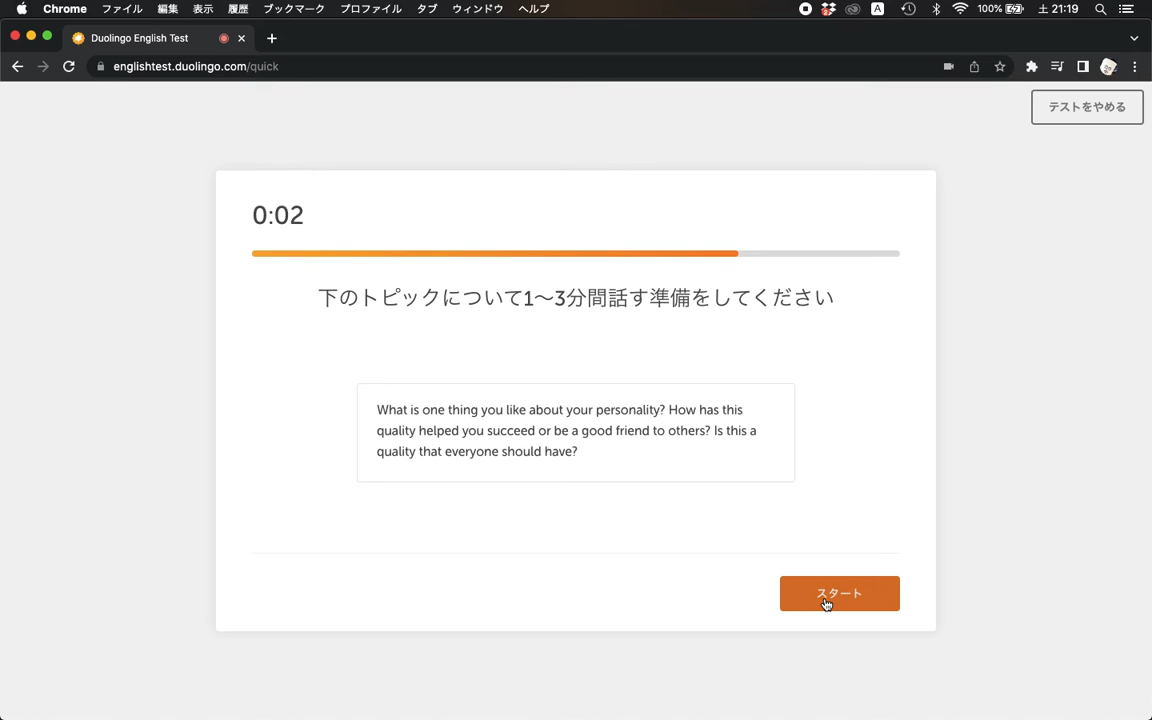 Chrome ファイル 編集 表示 履歴 ブックマーク プロファイル タブ ウィンドウ ヘルプ A 100% 土 21:19
Duolingo English Test
englishtest.duolingo.com/quick
テストをやめる
0:02
下のトピックについて1〜3分間話す準備をしてください
What is one thing you like about your personality? How has this
quality helped you succeed or be a good friend to others? Is this a
quality that everyone should have?
スタート